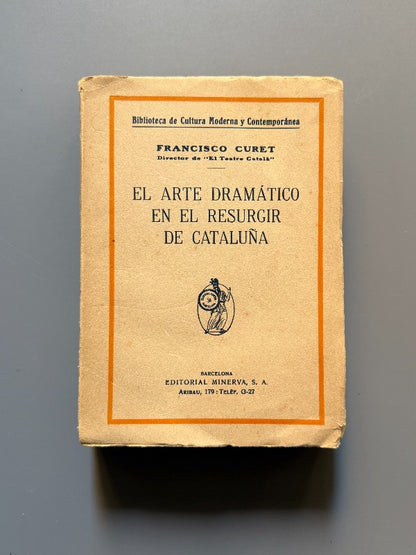 Biblioteca de Cultura Moderna y Contemporánea
FRANCISCO CURET
Director de "El Teatre Català"
EL ARTE DRAMÁTICO
EN EL RESURGIR
DE CATALUÑA
BARCELONA
EDITORIAL MINERVA, S. A.
Aribau, 179 : Teléf. G-27